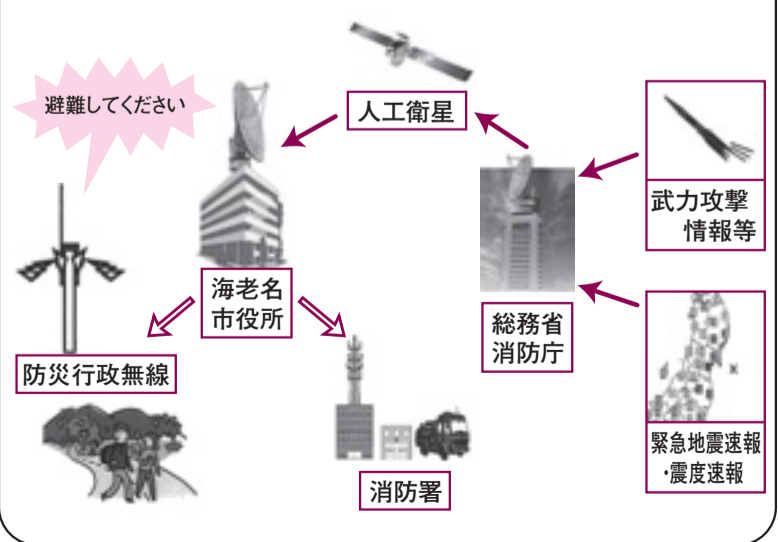 避難してください
人工衛星
武力攻撃
情報等
海老名
市役所
総務省
消防庁
防災行政無線
緊急地震速報
・震度速報
消防署